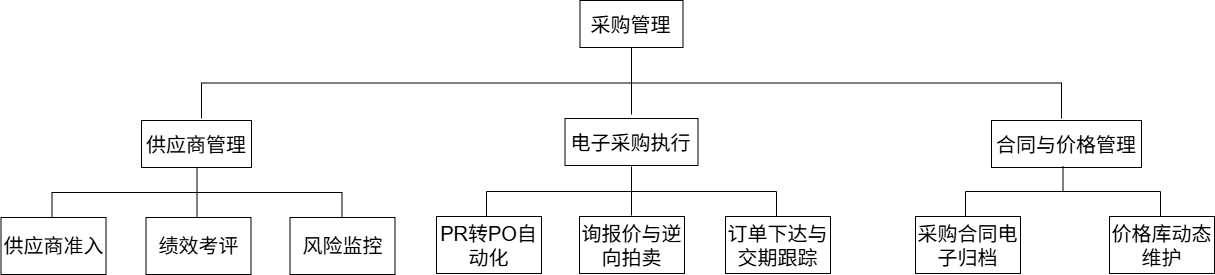 采购管理
供应商管理
电子采购执行
合同与价格管理
供应商准入
绩效考评
风险监控
PR转PO自
动化
询报价与逆
向拍卖
订单下达与
交期跟踪
采购合同电
子归档
价格库动态
维护